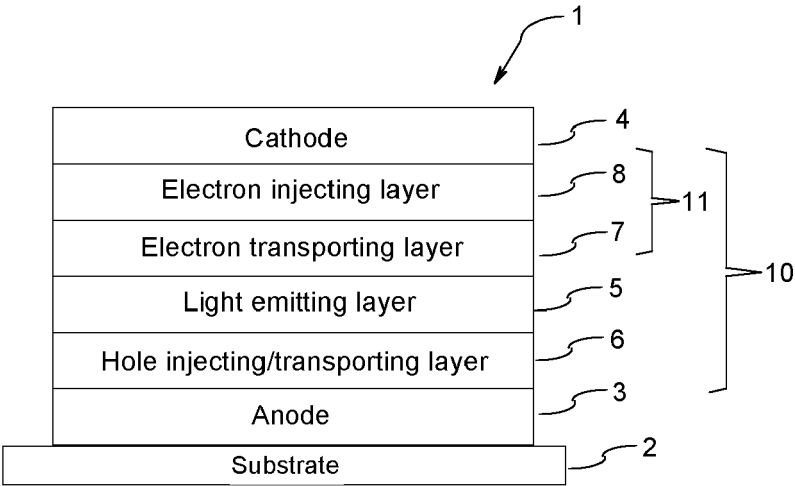 1
Cathode 4
Electron injecting layer 8
11
Electron transporting layer 7
10
Light emitting layer 5
Hole injecting/transporting layer 6
Anode 3
Substrate 2